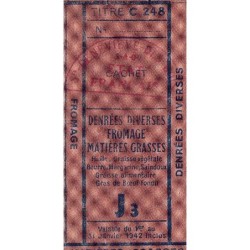 TITRE C. 248
N°
CACHET
DENRÉES DIVERSES
FROMAGE
MATIÈRES GRASSES
Huile, Graisse végétale
Beurre, Margarine, Saindoux
Graisse alimentaire
Gras de Bœuf fondu
J3
Valable du 1er au
31 Janvier 1942 inclus
FROMAGE
DENRÉES DIVERSES